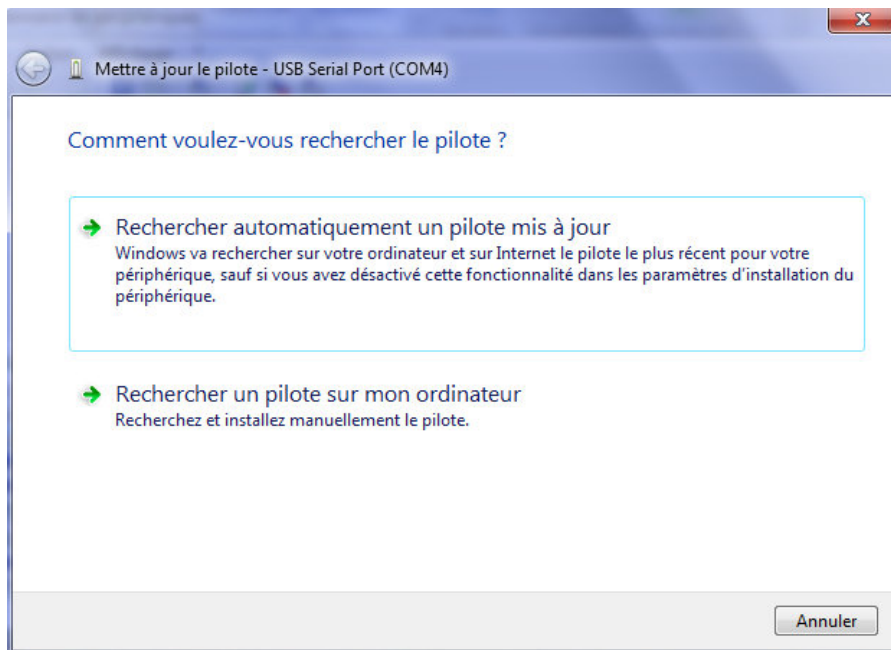 Mettre à jour le pilote - USB Serial Port (COM4)
Comment voulez-vous rechercher le pilote ?
Rechercher automatiquement un pilote mis à jour
Windows va rechercher sur votre ordinateur et sur Internet le pilote le plus récent pour votre
périphérique, sauf si vous avez désactivé cette fonctionnalité dans les paramètres d'installation du
périphérique.
Rechercher un pilote sur mon ordinateur
Recherchez et installez manuellement le pilote.
Annuler